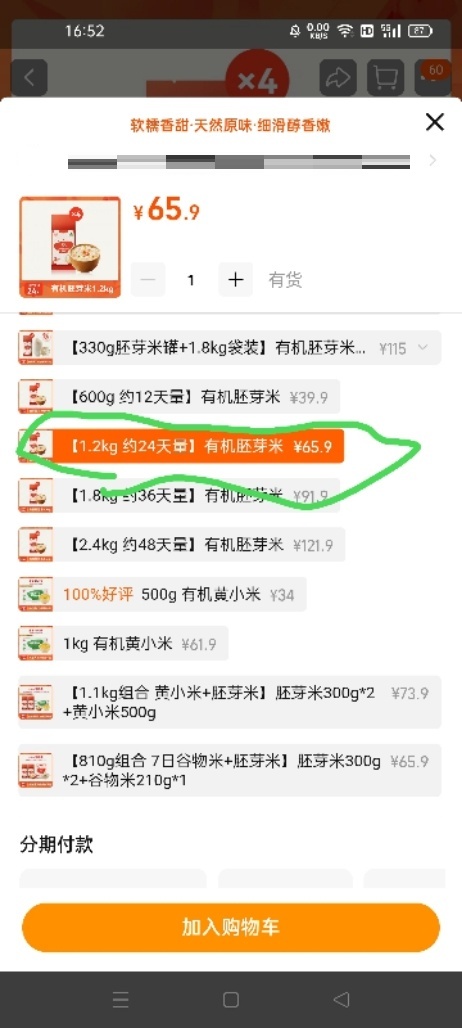 16:52
0.00
KB/S
HD
5G
87
×4
60
软糯香甜·天然原味·细滑醇香嫩
×4
24
有机胚芽米1.2kg
¥65.9
1
有货
【330g胚芽米罐+1.8kg袋装】有机胚芽米... ¥115
【600g 约12天量】有机胚芽米 ¥39.9
【1.2kg 约24天量】有机胚芽米 ¥65.9
【1.8kg 约36天量】有机胚芽米 ¥91.9
【2.4kg 约48天量】有机胚芽米 ¥121.9
100%好评 500g 有机黄小米 ¥34
1kg 有机黄小米 ¥61.9
【1.1kg组合 黄小米+胚芽米】胚芽米300g*2 ¥73.9
+黄小米500g
【810g组合 7日谷物米+胚芽米】胚芽米300g ¥65.9
*2+谷物米210g*1
分期付款
加入购物车